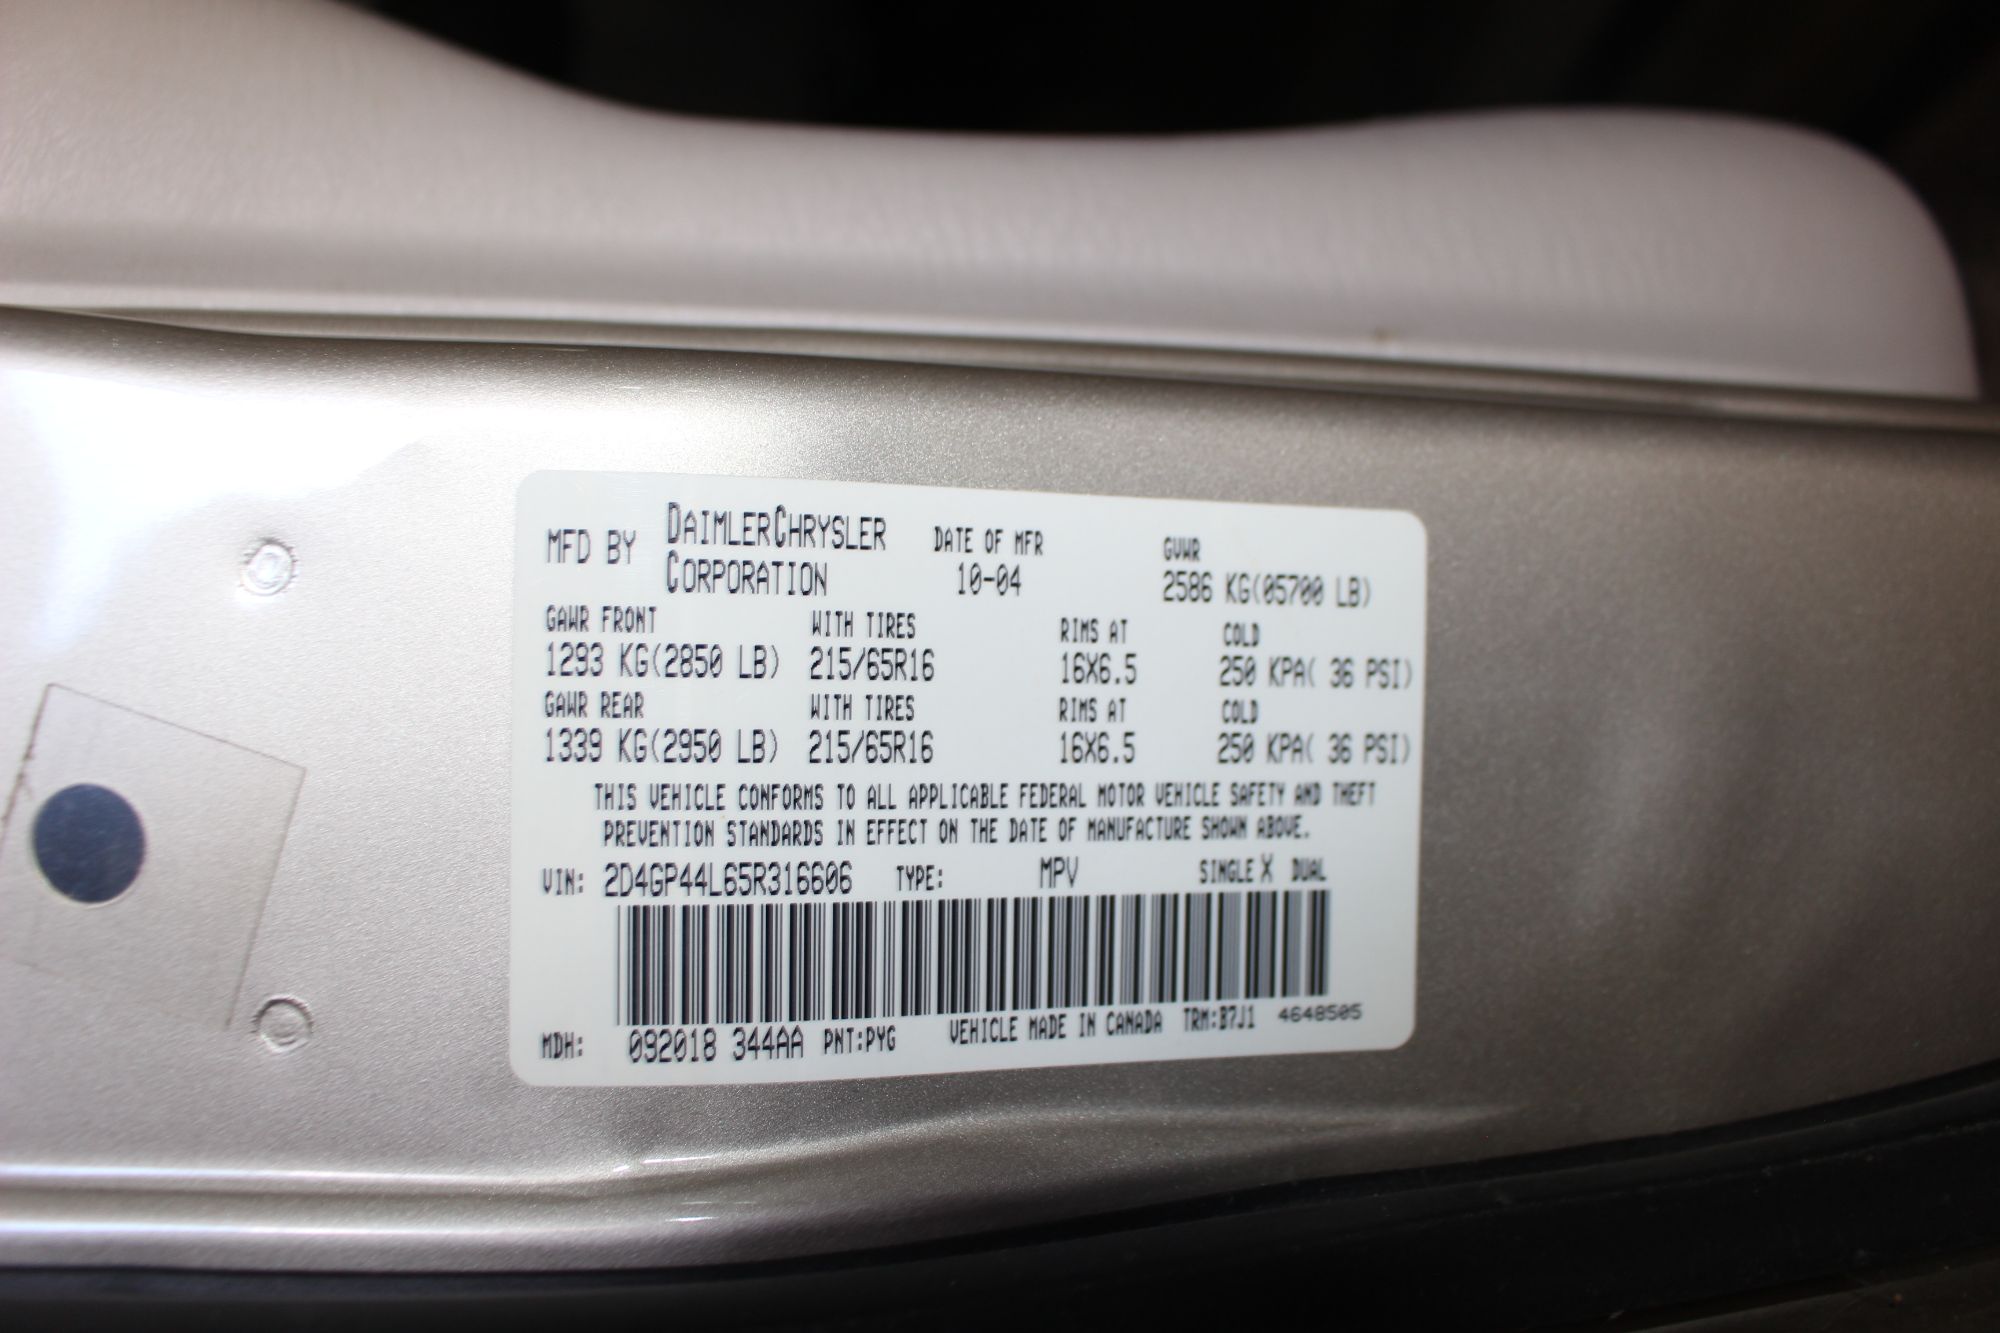 MFD BY DAIMLERCHRYSLER CORPORATION DATE OF MFR 10-04 GVWR 2586 KG(05700 LB)
GAWR FRONT WITH TIRES RIMS AT COLD
1293 KG(2850 LB) 215/65R16 16X6.5 250 KPA( 36 PSI)
GAWR REAR WITH TIRES RIMS AT COLD
1339 KG(2950 LB) 215/65R16 16X6.5 250 KPA( 36 PSI)
THIS VEHICLE CONFORMS TO ALL APPLICABLE FEDERAL MOTOR VEHICLE SAFETY AND THEFT
PREVENTION STANDARDS IN EFFECT ON THE DATE OF MANUFACTURE SHOWN ABOVE.
VIN: 2D4GP44L65R316606 TYPE: MPV SINGLE X DUAL
MDH: 092018 344AA PNT:PYG VEHICLE MADE IN CANADA TRM:B7J1 4648505